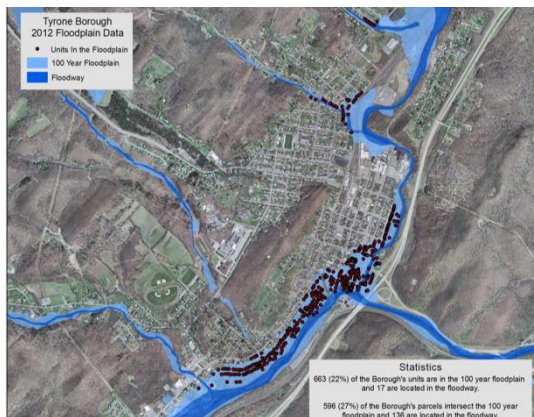 Tyrone Borough
2012 Floodplain Data
Units In the Floodplain
100 Year Floodplain
Floodway
Statistics
663 (22%) of the Borough's units are in the 100 year floodplain
and 17 are located in the floodway.
596 (27%) of the Borough's parcels intersect the 100 year
floodplain and 136 are located in the floodway.